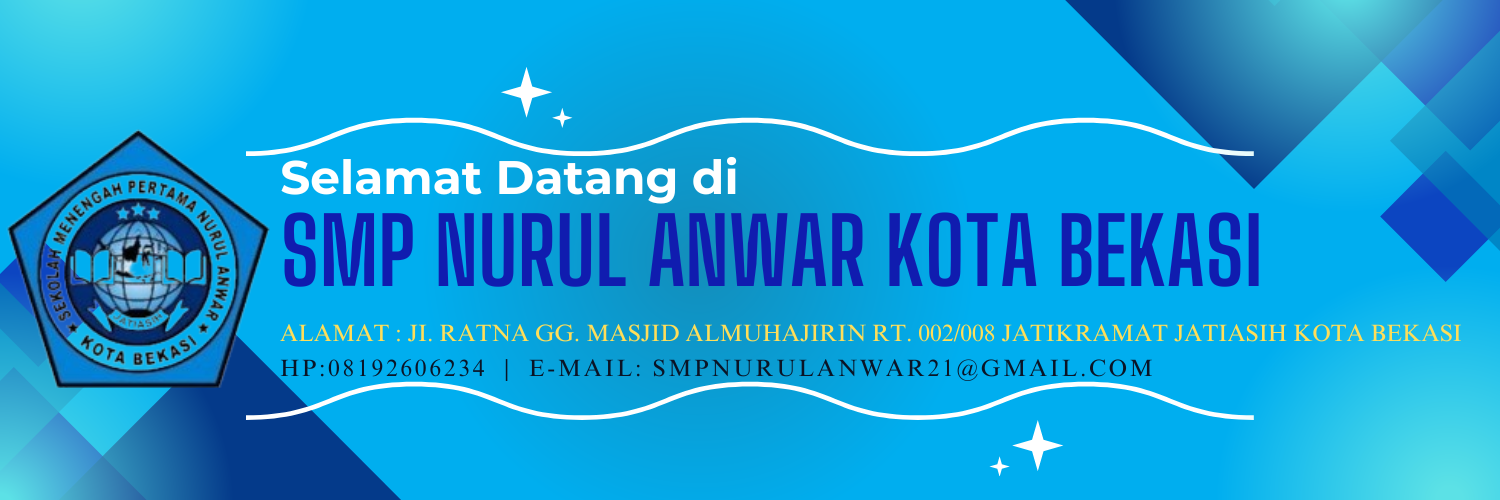 Selamat Datang di
SMP NURUL ANWAR KOTA BEKASI
ALAMAT : Jl. RATNA GG. MASJID ALMUHAJIRIN RT. 002/008 JATIKRAMAT JATIASIH KOTA BEKASI
HP:08192606234 | E-MAIL: SMPNURULANWAR21@GMAIL.COM
SEKOLAH MENENGAH PERTAMA NURUL ANWAR
JATIASIH
KOTA BEKASI